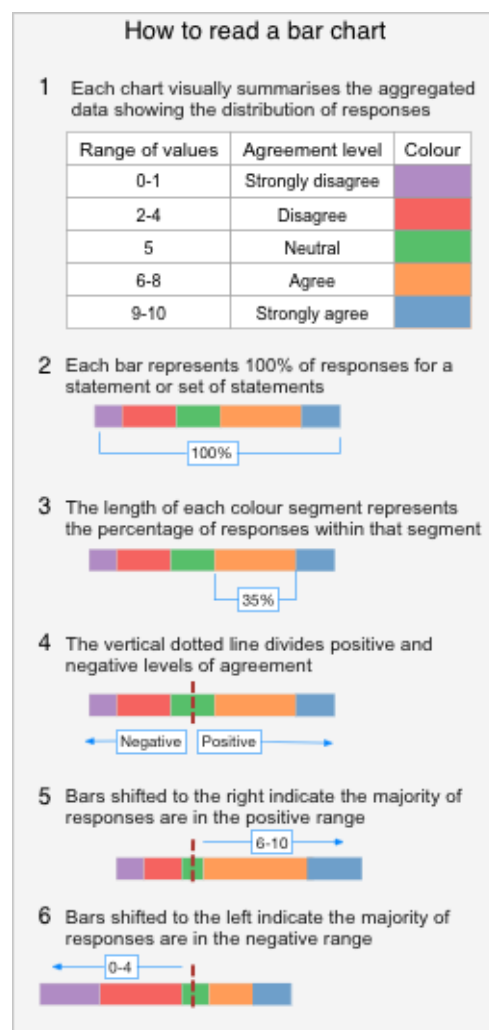 How to read a bar chart
1 Each chart visually summarises the aggregated
data showing the distribution of responses
Range of values Agreement level Colour
0-1 Strongly disagree
2-4 Disagree
5 Neutral
6-8 Agree
9-10 Strongly agree
2 Each bar represents 100% of responses for a
statement or set of statements
100%
3 The length of each colour segment represents
the percentage of responses within that segment
35%
4 The vertical dotted line divides positive and
negative levels of agreement
Negative Positive
5 Bars shifted to the right indicate the majority of
responses are in the positive range
6-10
6 Bars shifted to the left indicate the majority of
responses are in the negative range
0-4